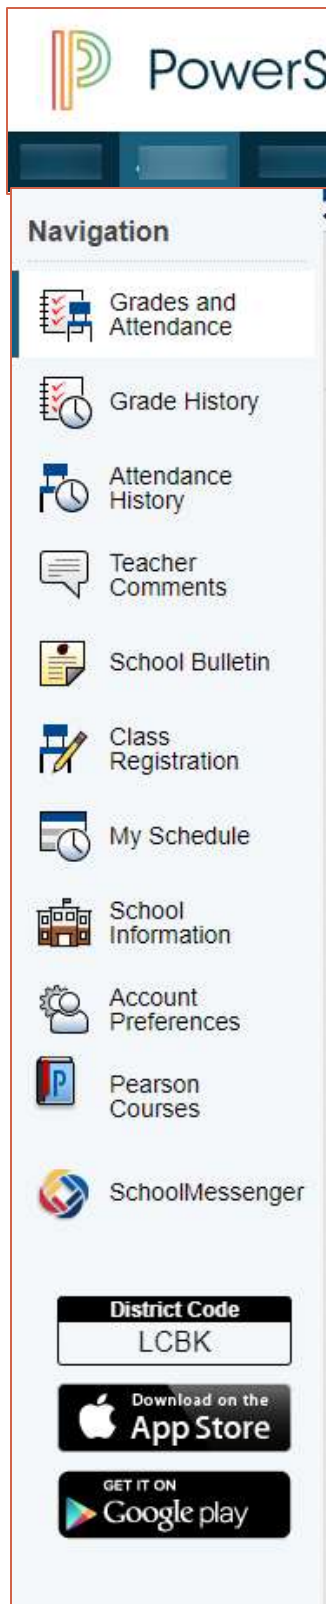 PowerS
Navigation
Grades and
Attendance
Grade History
Attendance
History
Teacher
Comments
School Bulletin
Class
Registration
My Schedule
School
Information
Account
Preferences
P
Pearson
Courses
SchoolMessenger
District Code
LCBK
Download on the
App Store
GET IT ON
Google play